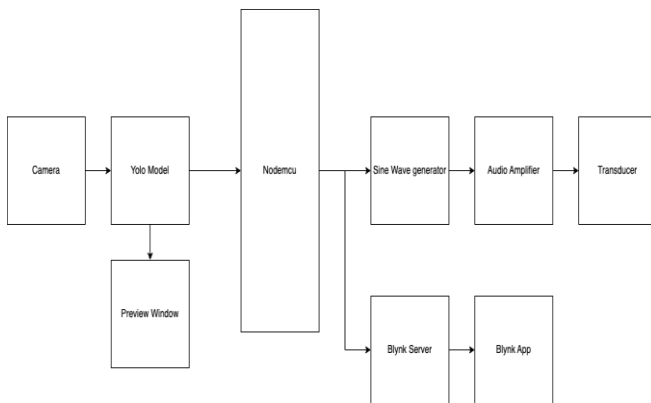 Camera
Yolo Model
Nodemcu
Sine Wave generator
Audio Amplifier
Transducer
Preview Window
Blynk Server
Blynk App